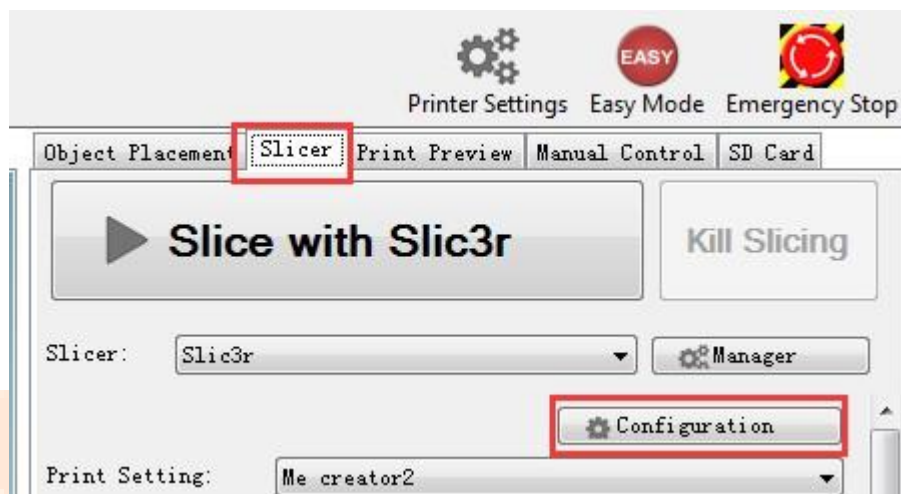 EASY
Printer Settings Easy Mode Emergency Stop
Object Placement Slicer Print Preview Manual Control SD Card
Slice with Slic3r Kill Slicing
Slicer: Slic3r Manager
Configuration
Print Setting: Me creator2